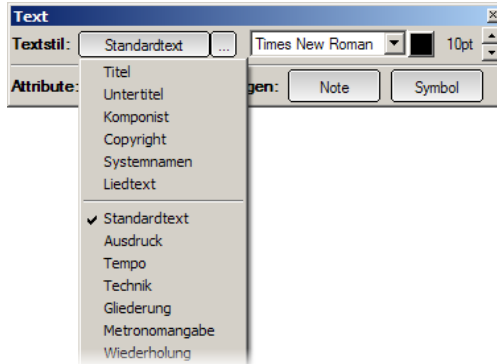 Text
Textstil: Standardtext ... Times New Roman 10pt
Titel
Attribute: gen: Note Symbol
Untertitel
Komponist
Copyright
Systemnamen
Liedtext
Standardtext
Ausdruck
Tempo
Technik
Gliederung
Metronomangabe
Wiederholung